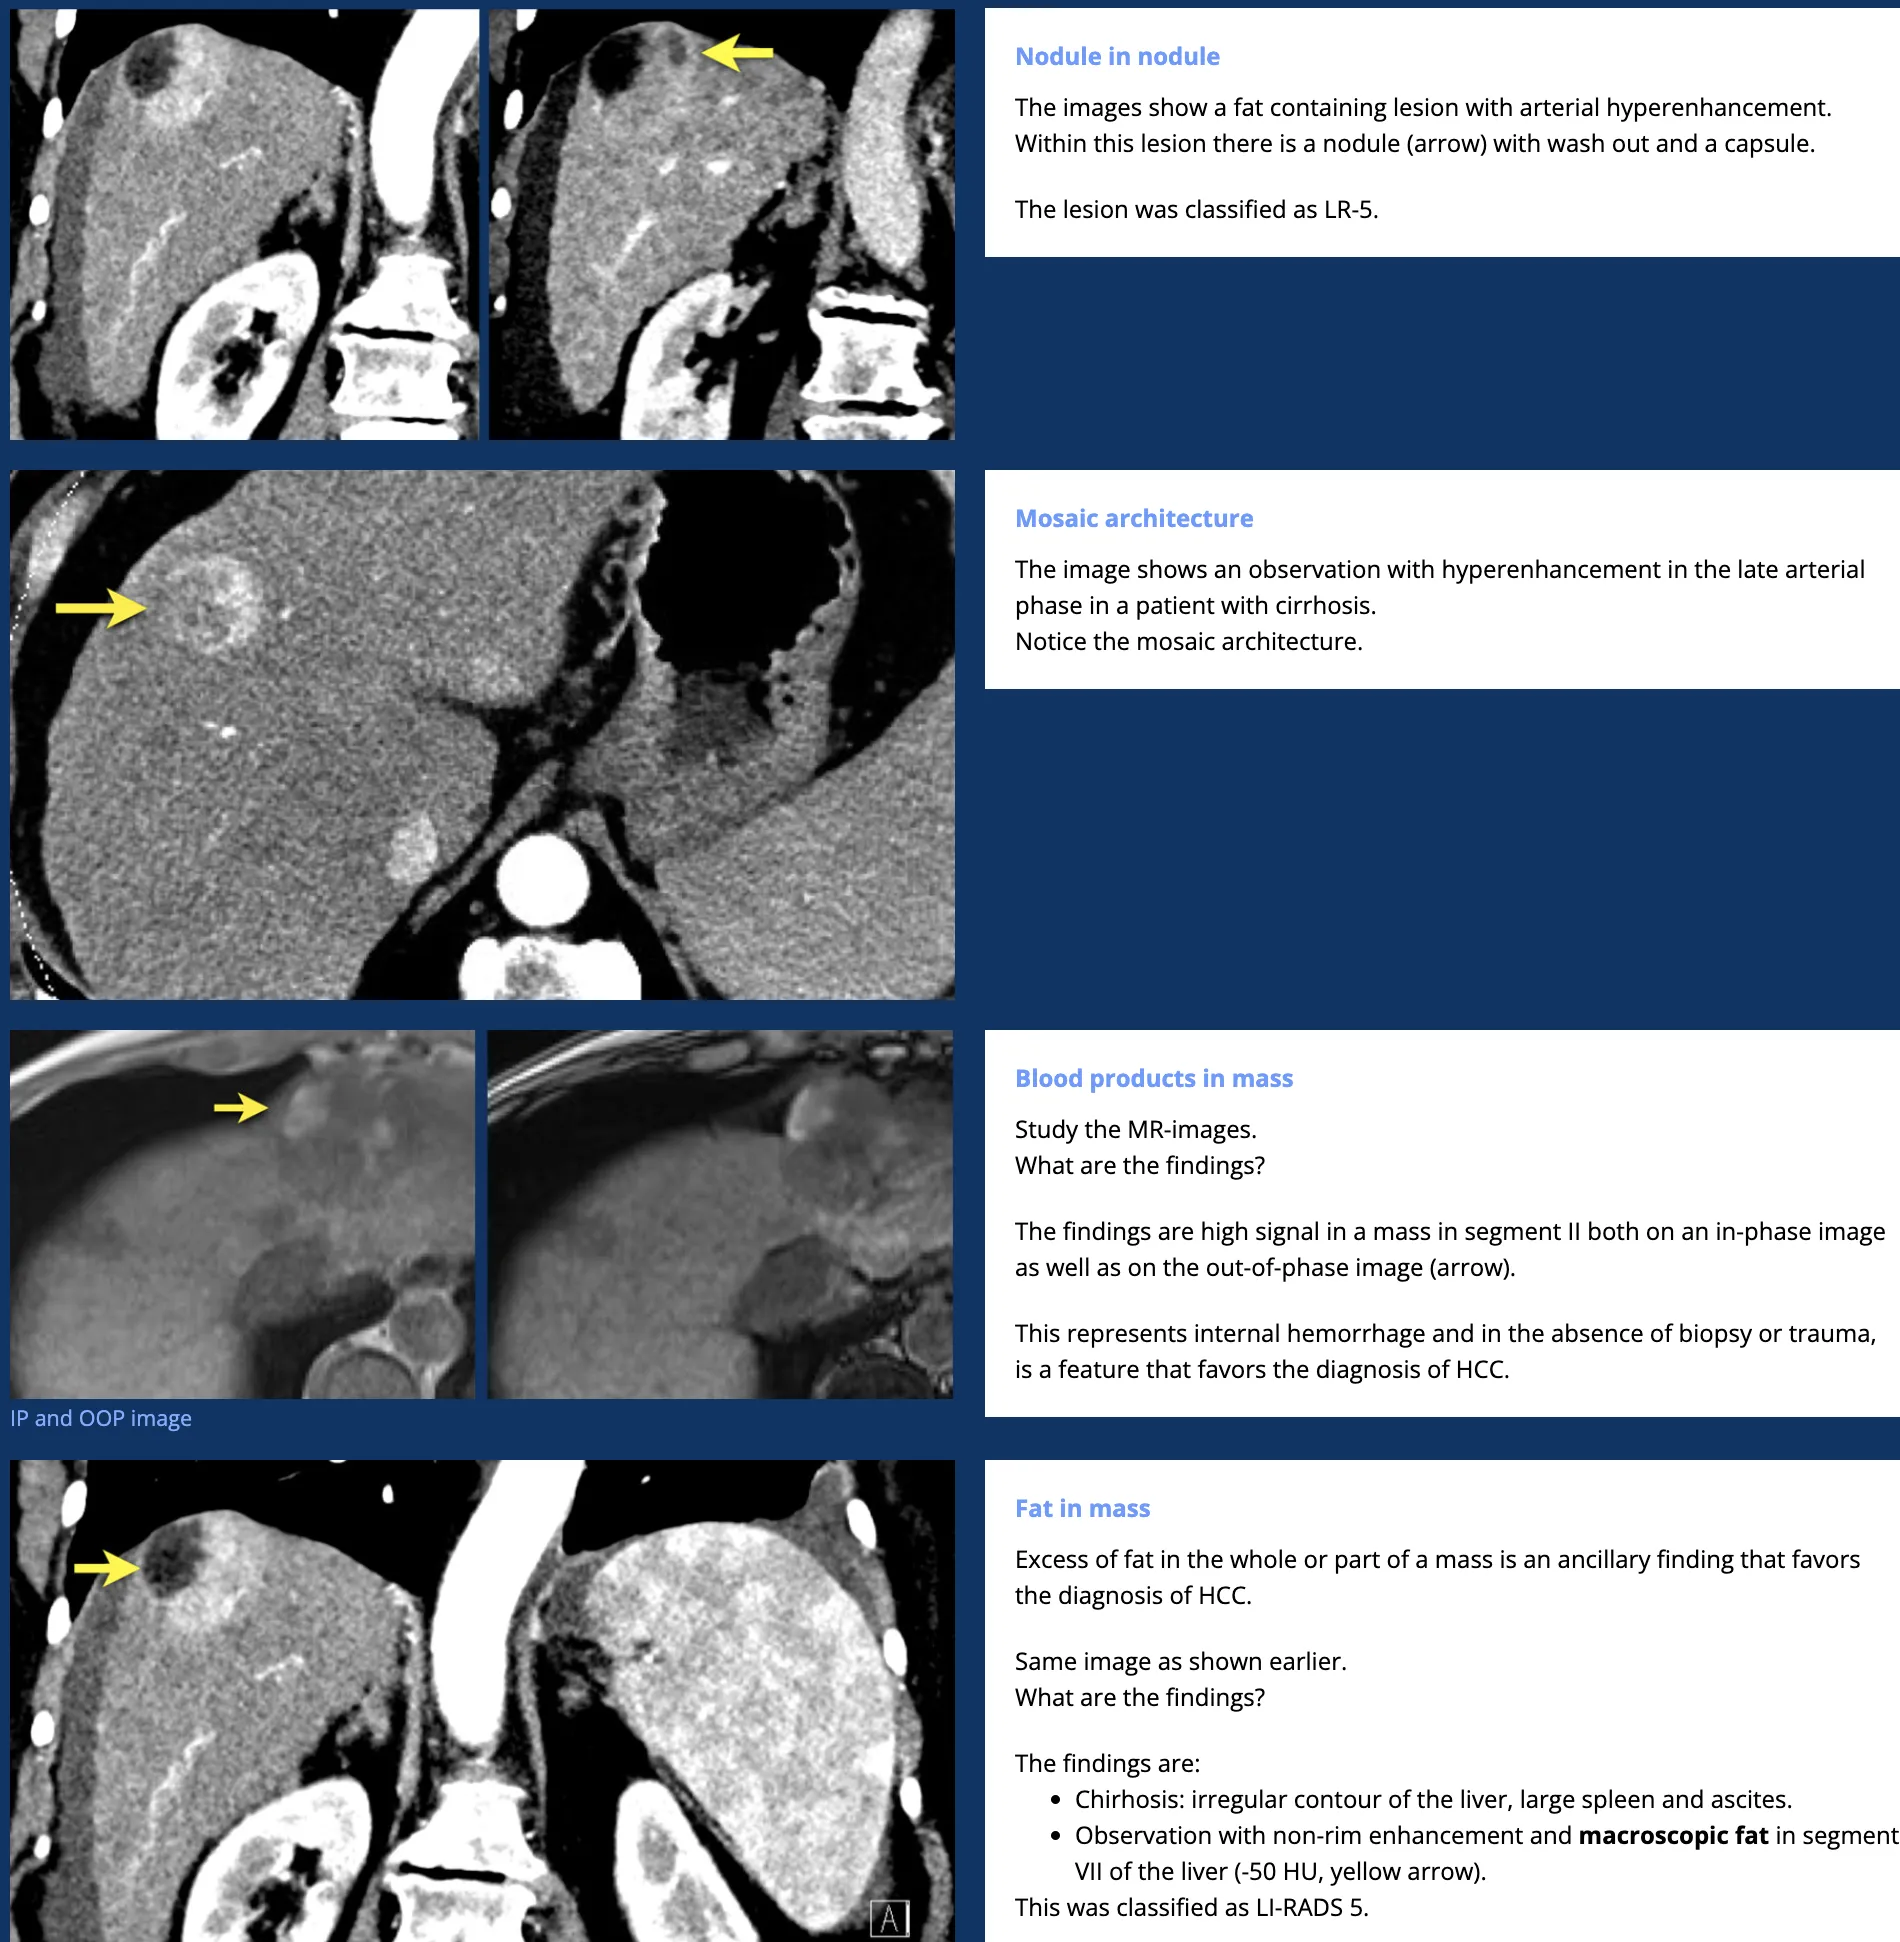 Nodule in nodule
The images show a fat containing lesion with arterial hyperenhancement.
Within this lesion there is a nodule (arrow) with wash out and a capsule.
The lesion was classified as LR-5.
Mosaic architecture
The image shows an observation with hyperenhancement in the late arterial
phase in a patient with cirrhosis.
Notice the mosaic architecture.
Blood products in mass
Study the MR-images.
What are the findings?
The findings are high signal in a mass in segment II both on an in-phase image
as well as on the out-of-phase image (arrow).
This represents internal hemorrhage and in the absence of biopsy or trauma,
is a feature that favors the diagnosis of HCC.
IP and OOP image
Fat in mass
Excess of fat in the whole or part of a mass is an ancillary finding that favors
the diagnosis of HCC.
Same image as shown earlier.
What are the findings?
The findings are:
• Chirhosis: irregular contour of the liver, large spleen and ascites.
• Observation with non-rim enhancement and macroscopic fat in segment
VII of the liver (-50 HU, yellow arrow).
This was classified as LI-RADS 5.
A